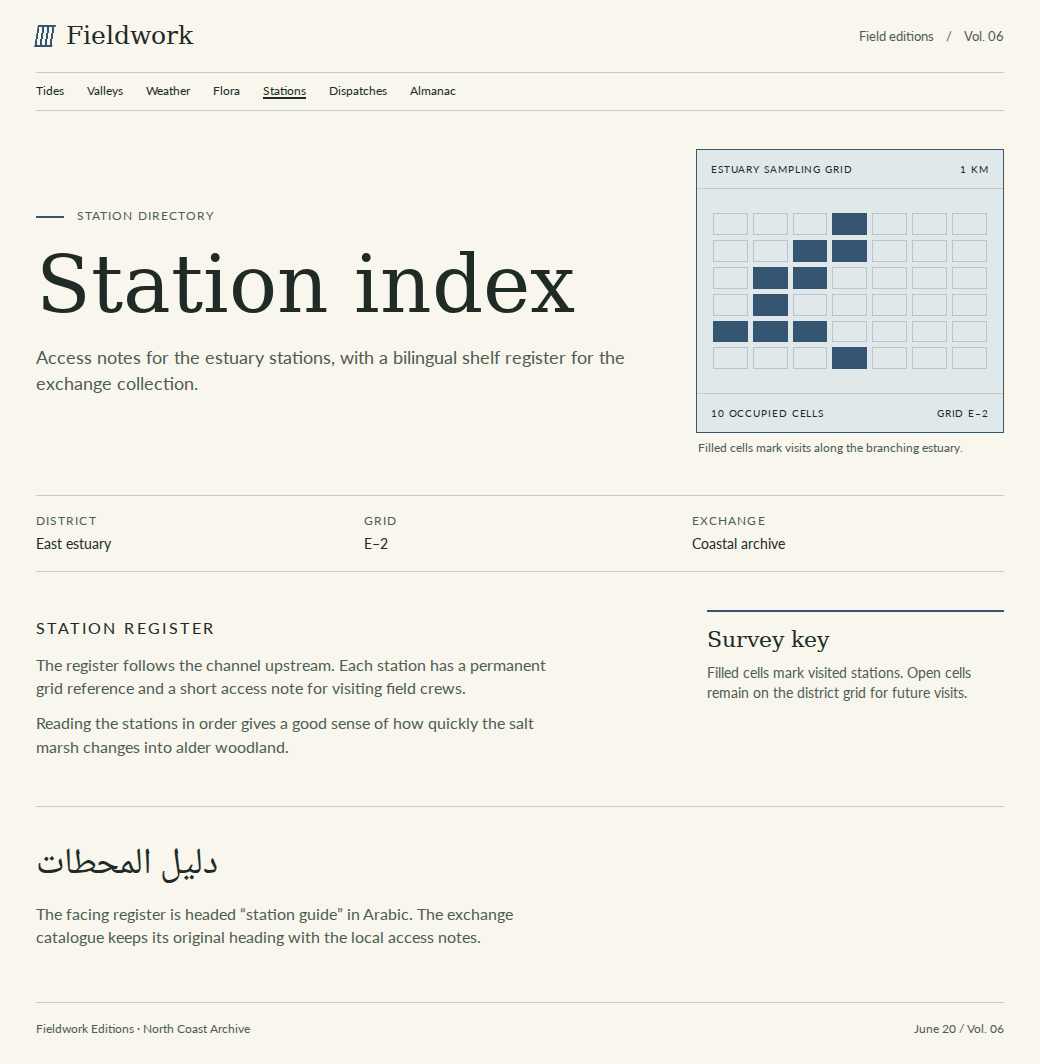 Fieldwork
Field editions / Vol. 06
Tides Valleys Weather Flora Stations Dispatches Almanac
STATION DIRECTORY
Station index
Access notes for the estuary stations, with a bilingual shelf register for the
exchange collection.
ESTUARY SAMPLING GRID 1 KM
10 OCCUPIED CELLS GRID E–2
Filled cells mark visits along the branching estuary.
DISTRICT
East estuary
GRID
E–2
EXCHANGE
Coastal archive
STATION REGISTER
The register follows the channel upstream. Each station has a permanent
grid reference and a short access note for visiting field crews.
Reading the stations in order gives a good sense of how quickly the salt
marsh changes into alder woodland.
Survey key
Filled cells mark visited stations. Open cells
remain on the district grid for future visits.
دليل المحطات
The facing register is headed “station guide” in Arabic. The exchange
catalogue keeps its original heading with the local access notes.
Fieldwork Editions · North Coast Archive
June 20 / Vol. 06